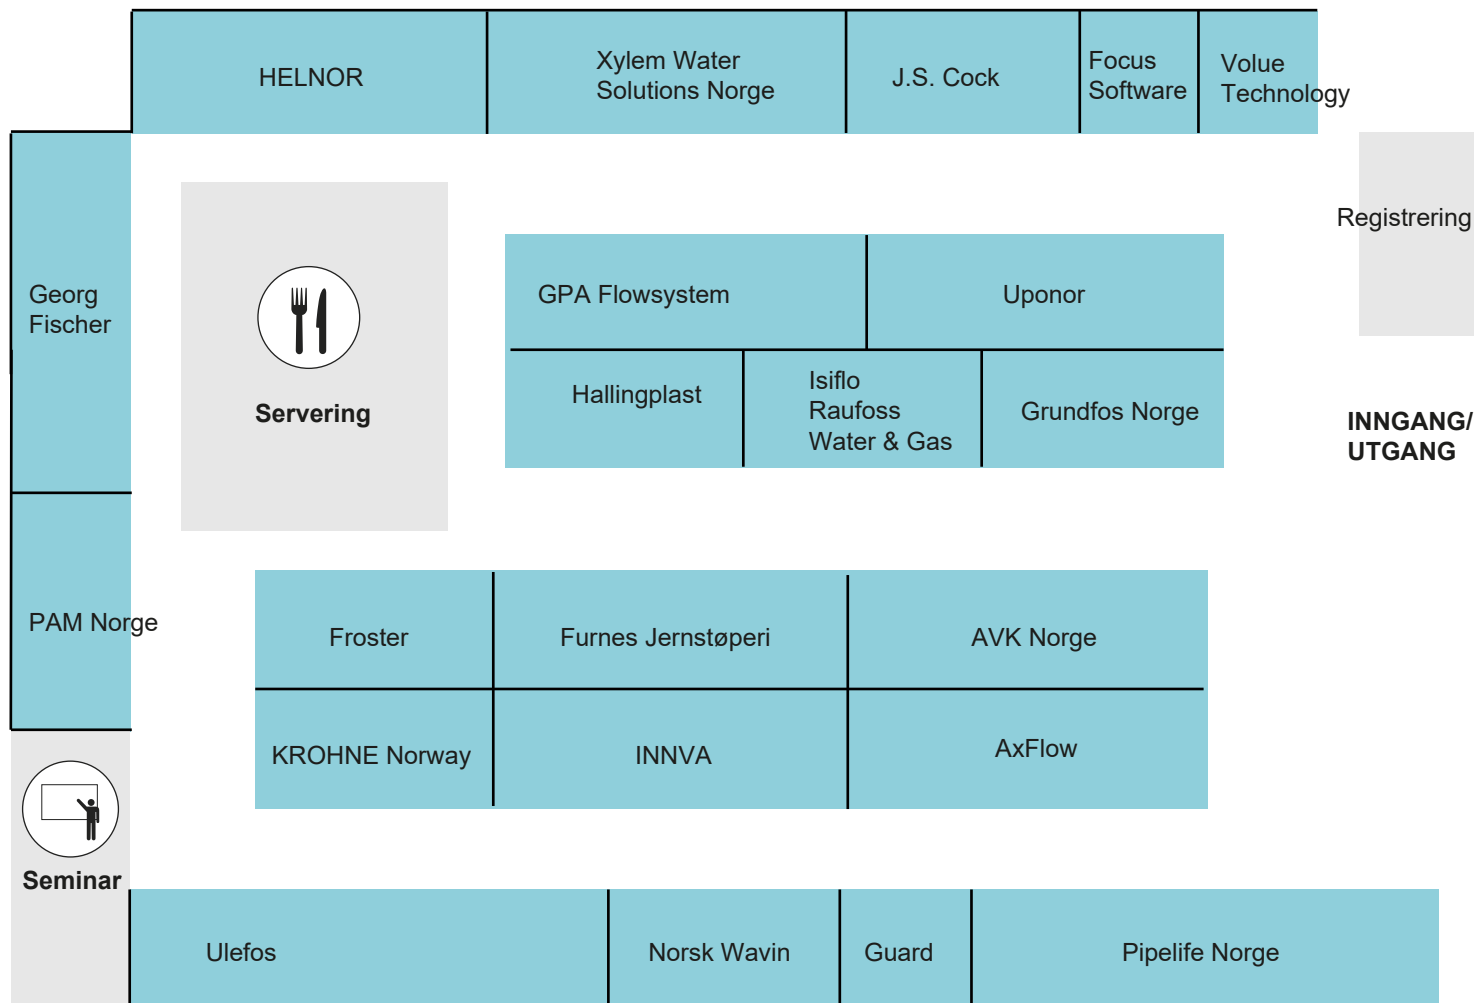 HELNOR
Xylem Water
Solutions Norge
J.S. Cock
Focus
Software
Volue
Technology
Registrering
Georg
Fischer
Servering
GPA Flowsystem
Uponor
Hallingplast
Isiflo
Raufoss
Water & Gas
Grundfos Norge
INNGANG/
UTGANG
PAM Norge
Froster
Furnes Jernstøperi
AVK Norge
KROHNE Norway
INNVA
AxFlow
Seminar
Ulefos
Norsk Wavin
Guard
Pipelife Norge